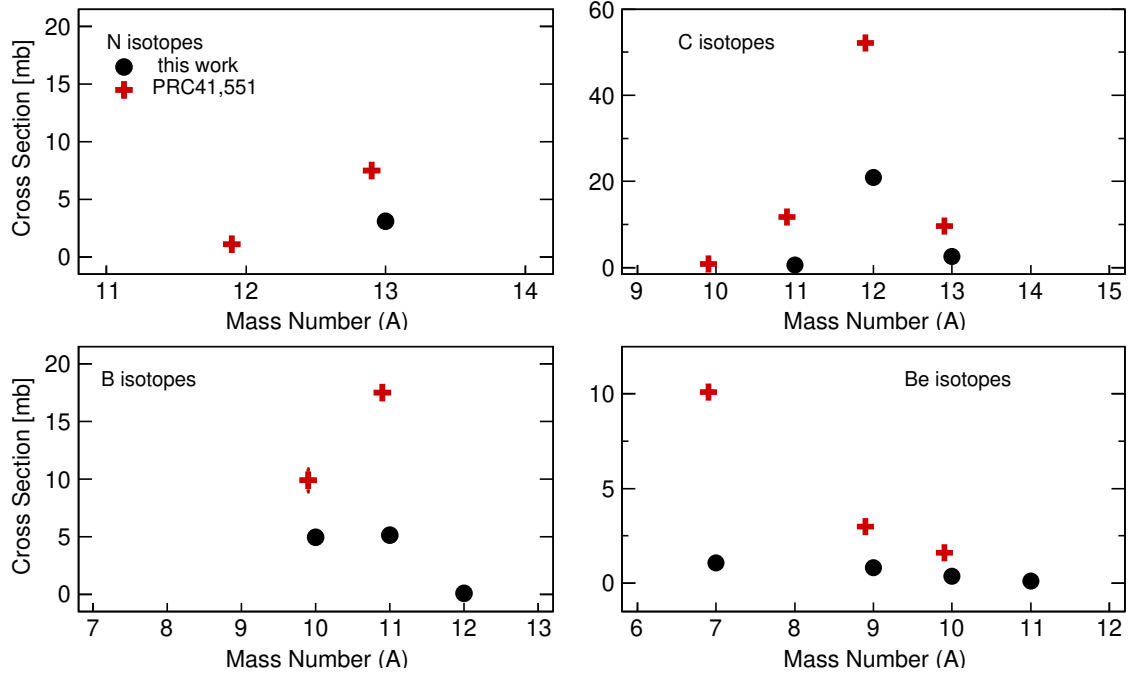 Cross Section [mb]
20
15
10
5
0
N isotopes
this work
PRC41,551
11 12 13 14
Mass Number (A)
60
40
20
0
C isotopes
9 10 11 12 13 14 15
Mass Number (A)
Cross Section [mb]
20
15
10
5
0
B isotopes
7 8 9 10 11 12 13
Mass Number (A)
10
5
0
Be isotopes
6 7 8 9 10 11 12
Mass Number (A)